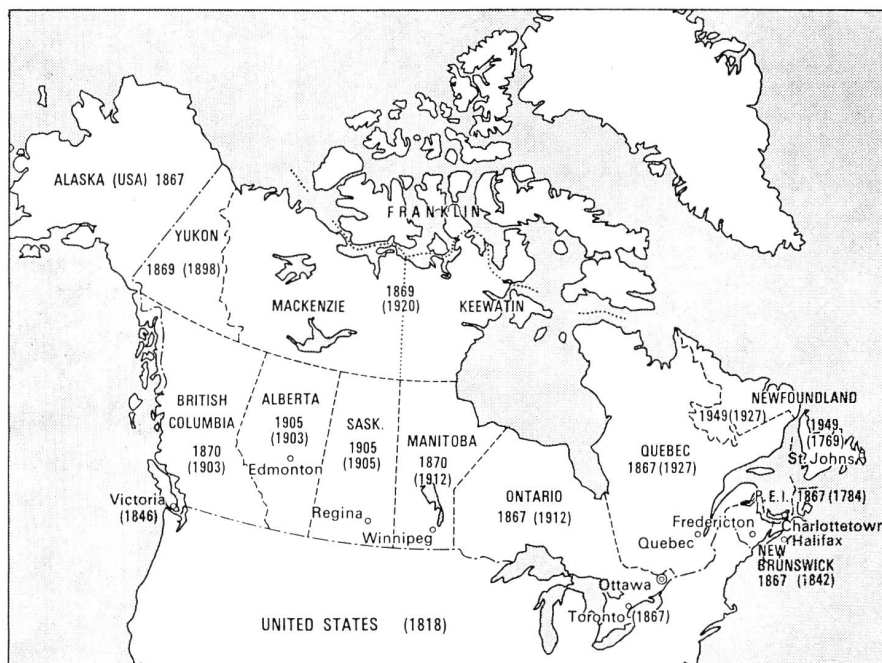 ALASKA (USA) 1867
YUKON
1869 (1898)
FRANKLIN
MACKENZIE
1869
(1920)
KEEWATIN
BRITISH
COLUMBIA
1870
(1903)
ALBERTA
1905
(1903)
Edmonton
SASK.
1905
(1905)
MANITOBA
1870
(1912)
ONTARIO
1867 (1912)
QUEBEC
1867 (1927)
NEWFOUNDLAND
1949 (1927)
1949,
(1769)
St. Johns
P.E.I. 1867 (1784)
Victoria
(1846)
Regina
Winnipeg
Fredericton
Quebec
Charlottetown
Halifax
NEW
BRUNSWICK
1867 (1842)
Ottawa
Toronto (1867)
UNITED STATES (1818)